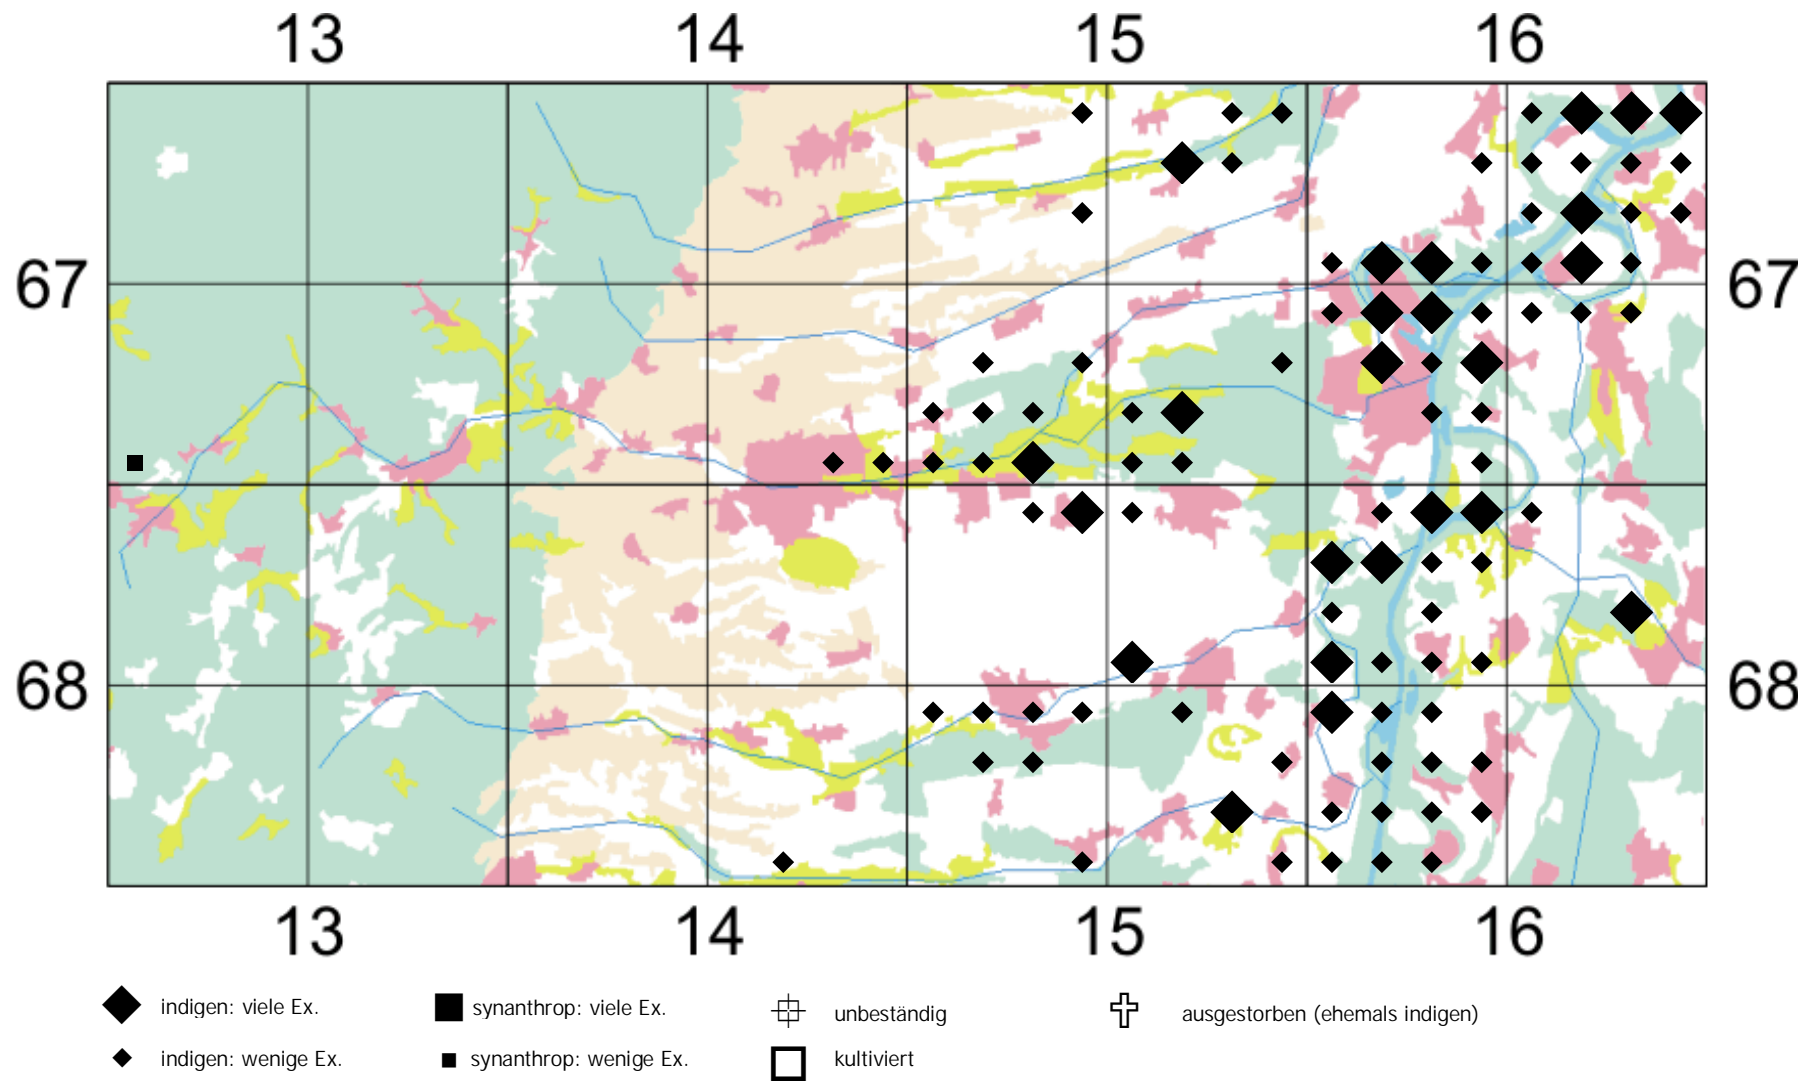 13 14 15 16
67 67
68 68
13 14 15 16
indigen: viele Ex. synanthrop: viele Ex. unbeständig ausgestorben (ehemals indigen)
indigen: wenige Ex. synanthrop: wenige Ex. kultiviert